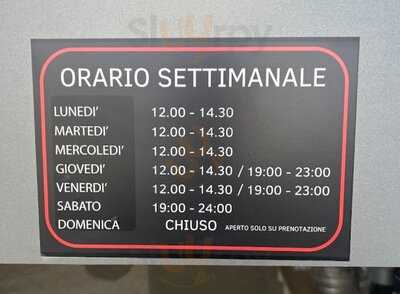 Slurrpy
ORARIO SETTIMANALE
LUNEDI' 12.00 - 14.30
MARTEDI' 12.00 - 14.30
MERCOLEDI' 12.00 - 14.30
GIOVEDI' 12.00 - 14.30 / 19:00 - 23:00
VENERDI' 12.00 - 14.30 / 19:00 - 23:00
SABATO 19:00 - 24:00
DOMENICA CHIUSO APERTO SOLO SU PRENOTAZIONE